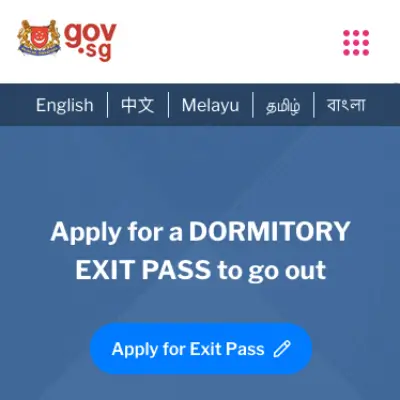 gov
.sg
English | 中文 | Melayu | தமிழ் | বাংলা
Apply for a DORMITORY
EXIT PASS to go out
Apply for Exit Pass